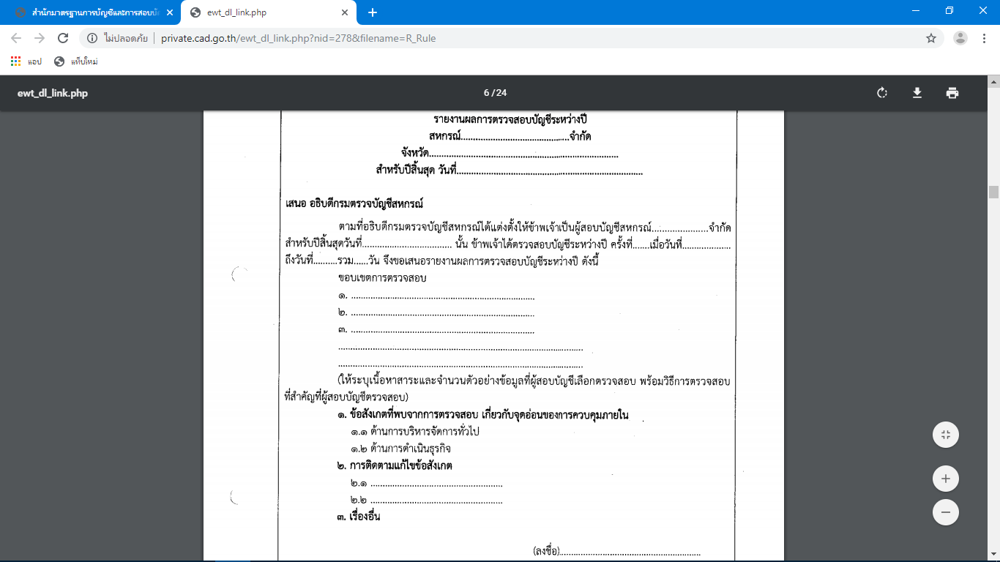 สำนักมาตรฐานการบัญชีและการสอบบั
ewt_dl_link.php
ไม่ปลอดภัย
private.cad.go.th/ewt_dl_link.php?nid=278&filename=R_Rule
แอป
แท็บใหม่
ewt_dl_link.php
6 / 24
รายงานผลการตรวจสอบบัญชีระหว่างปี
สหกรณ์............................................จำกัด
จังหวัด.............................................................................
สำหรับปีสิ้นสุด วันที่...........................................................................
เสนอ อธิบดีกรมตรวจบัญชีสหกรณ์
ตามที่อธิบดีกรมตรวจบัญชีสหกรณ์ได้แต่งตั้งให้ข้าพเจ้าเป็นผู้สอบบัญชีสหกรณ์.......................จำกัด
สำหรับปีสิ้นสุดวันที่..................................... นั้น ข้าพเจ้าได้ตรวจสอบบัญชีระหว่างปี ครั้งที่.......เมื่อวันที่....................
ถึงวันที่..........รวม......วัน จึงขอเสนอรายงานผลการตรวจสอบบัญชีระหว่างปี ดังนี้
ขอบเขตการตรวจสอบ
๑. ...........................................................................
๒. ...........................................................................
๓. ...........................................................................
....................................................................................................
....................................................................................................
(ให้ระบุเนื้อหาสาระและจำนวนตัวอย่างข้อมูลที่ผู้สอบบัญชีเลือกตรวจสอบ พร้อมวิธีการตรวจสอบ
ที่สำคัญที่ผู้สอบบัญชีตรวจสอบ)
๑. ข้อสังเกตที่พบจากการตรวจสอบ เกี่ยวกับจุดอ่อนของการควบคุมภายใน
๑.๑ ด้านการบริหารจัดการทั่วไป
๑.๒ ด้านการดำเนินธุรกิจ
๒. การติดตามแก้ไขข้อสังเกต
๒.๑ ......................................................
๒.๒ ......................................................
๓. เรื่องอื่น
(ลงชื่อ)..........................................................